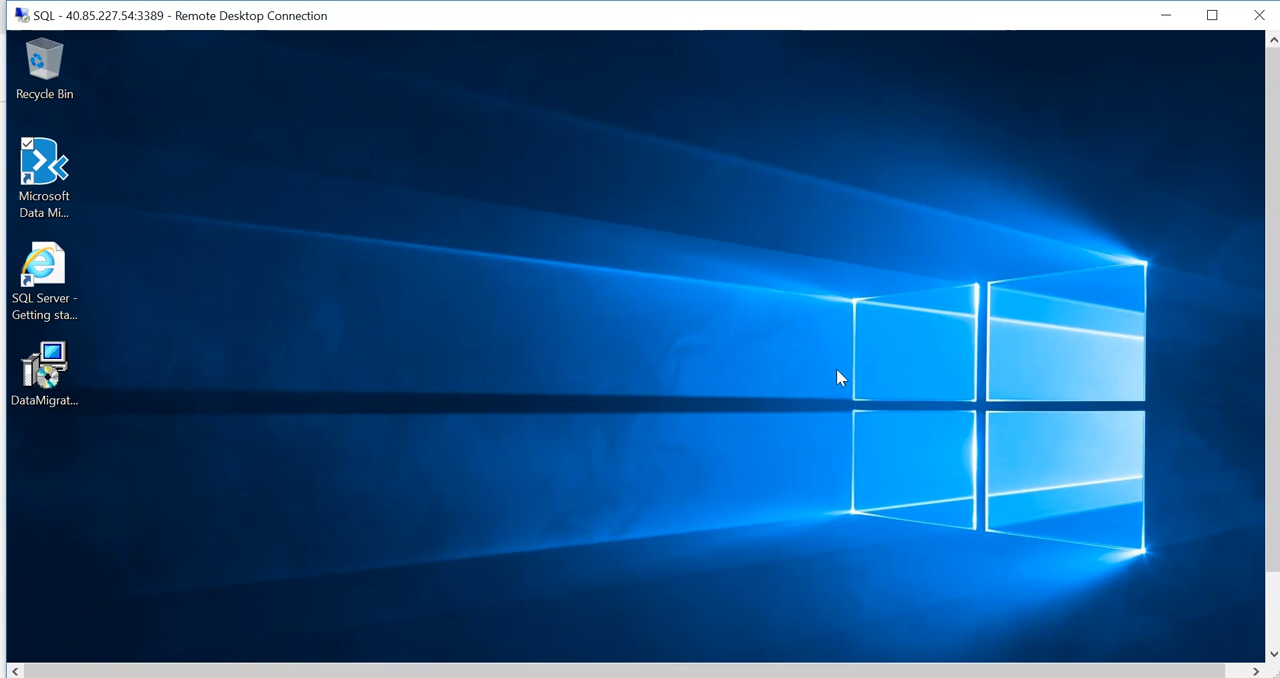 SQL - 40.85.227.54:3389 - Remote Desktop Connection
Recycle Bin
Microsoft
Data Mi...
SQL Server -
Getting sta...
DataMigrat...